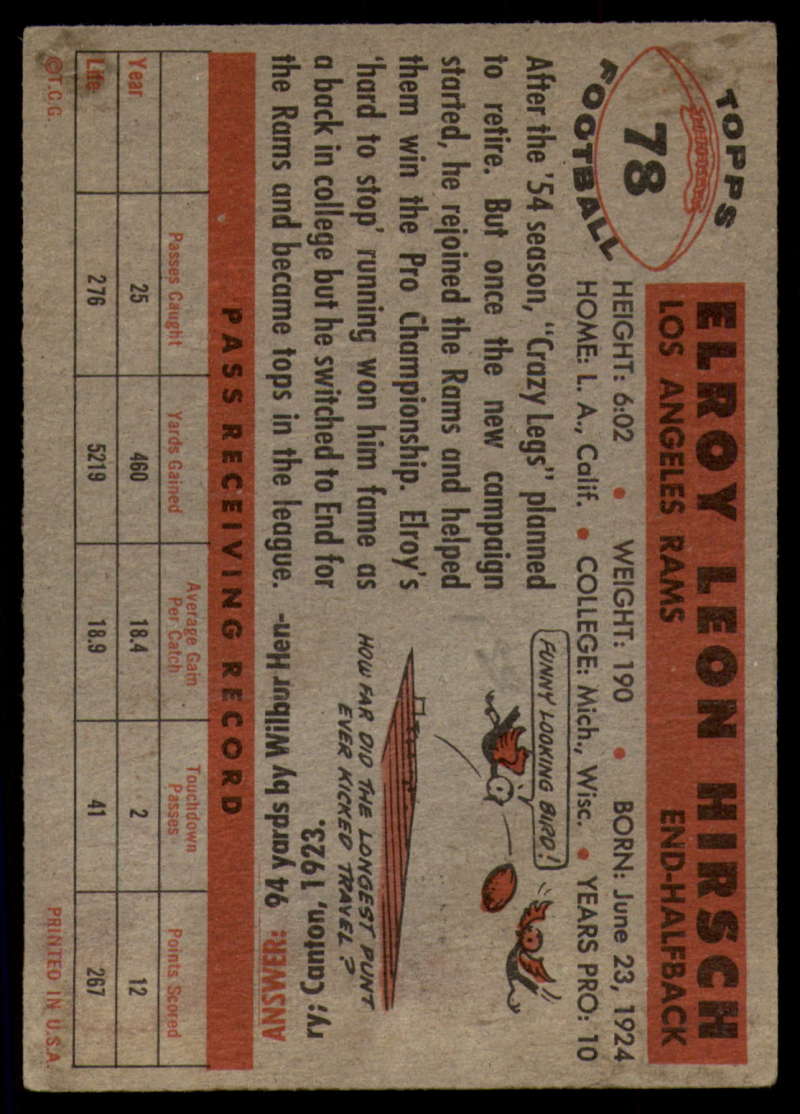 TOPPS
78
FOOTBALL
ELROY LEON HIRSCH
LOS ANGELES RAMS END-HALFBACK
HEIGHT: 6:02 • WEIGHT: 190 • BORN: June 23, 1924
HOME: L. A., Calif. • COLLEGE: Mich., Wisc. • YEARS PRO: 10
After the '54 season, "Crazy Legs" planned
to retire. But once the new campaign
started, he rejoined the Rams and helped
them win the Pro Championship. Elroy's
'hard to stop' running won him fame as
a back in college but he switched to End for
the Rams and became tops in the league.
FUNNY LOOKING BIRD!
HOW FAR DID THE LONGEST PUNT
EVER KICKED TRAVEL?
ANSWER: 94 yards by Wilbur Hen-
ry; Canton, 1923.
PASS RECEIVING RECORD
Passes Caught Yards Gained Average Gain Per Catch Touchdown Passes Points Scored
Year 25 460 18.4 2 12
Life 276 5219 18.9 41 267
©T.C.G. PRINTED IN U.S.A.